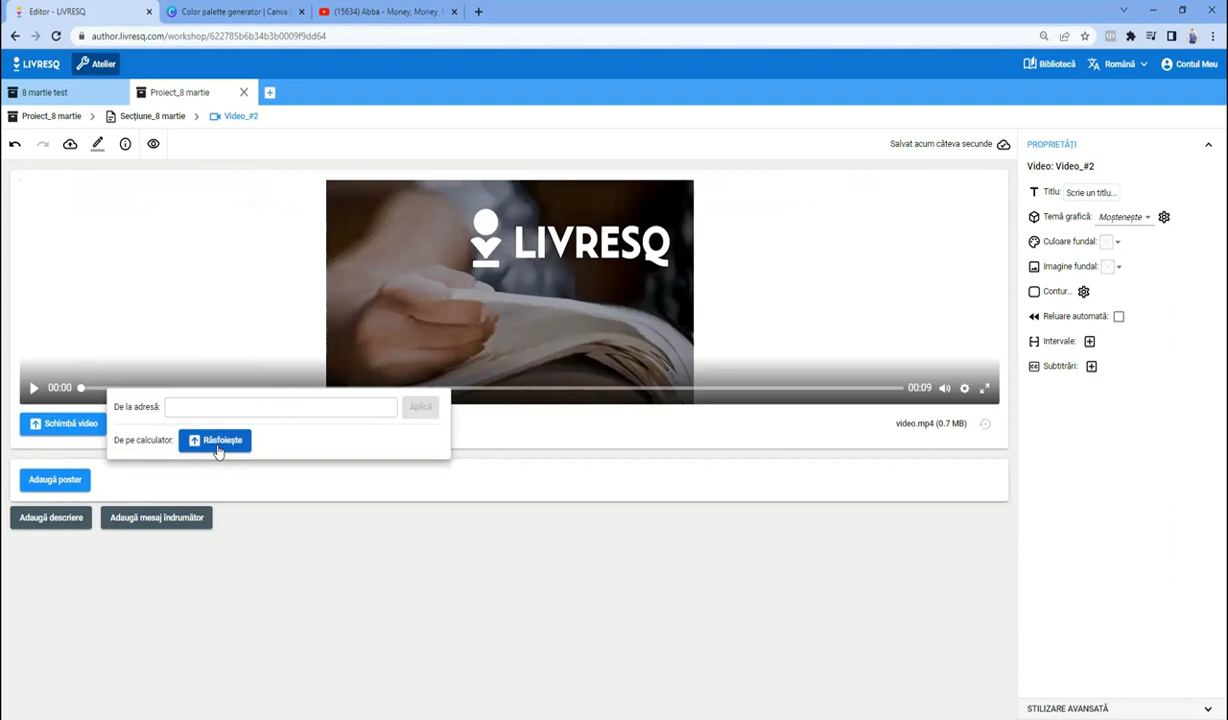 Editor - LIVRESQ
Color palette generator | Canva
(15634) Abba - Money, Money,
author.livresq.com/workshop/622785b6b34b3b0009f9dd64
LIVRESQ Atelier Bibliotecă Română Contul Meu
8 martie test Proiect_8 martie
Proiect_8 martie Secțiune_8 martie Video_#2
Salvat acum câteva secunde
PROPRIETĂȚI
Video: Video_#2
Titlu: Scrie un titlu...
Temă grafică: Moștenește
Culoare fundal:
Imagine fundal:
Contur...
Reluare automată:
Intervale:
Subtitrări:
LIVRESQ
00:00 00:09
De la adresă: Aplică
Schimbă video video.mp4 (0.7 MB)
De pe calculator: Răsfoiește
Adaugă poster
Adaugă descriere Adaugă mesaj îndrumător
STILIZARE AVANSATĂ